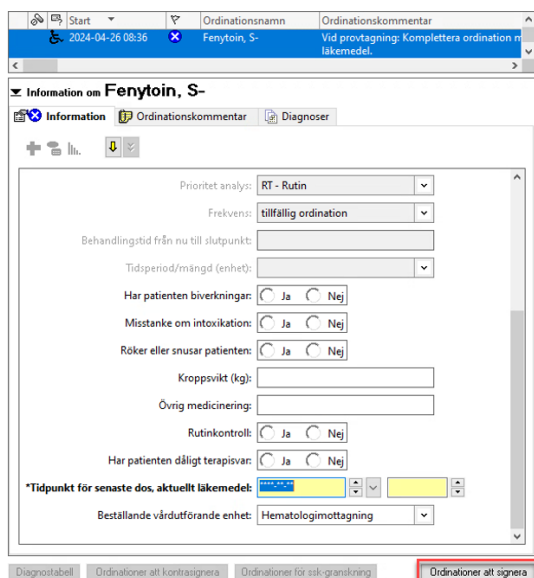 Start Ordinationsnamn Ordinationskommentar
2024-04-26 08:36 Fenytoin, S- Vid provtagning: Komplettera ordination m
läkemedel.
Information om Fenytoin, S-
Information Ordinationskommentar Diagnoser
Prioritet analys: RT - Rutin
Frekvens: tillfällig ordination
Behandlingstid från nu till slutpunkt:
Tidsperiod/mängd (enhet):
Har patienten biverkningar: Ja Nej
Misstanke om intoxikation: Ja Nej
Röker eller snusar patienten: Ja Nej
Kroppsvikt (kg):
Övrig medicinering:
Rutinkontroll: Ja Nej
Har patienten dåligt terapisvar: Ja Nej
*Tidpunkt för senaste dos, aktuellt läkemedel: ****-**-**
Beställande vårdutförande enhet: Hematologimottagning
Diagnostabell Ordinationer att kontrasignera Ordinationer för ssk-granskning Ordinationer att signera